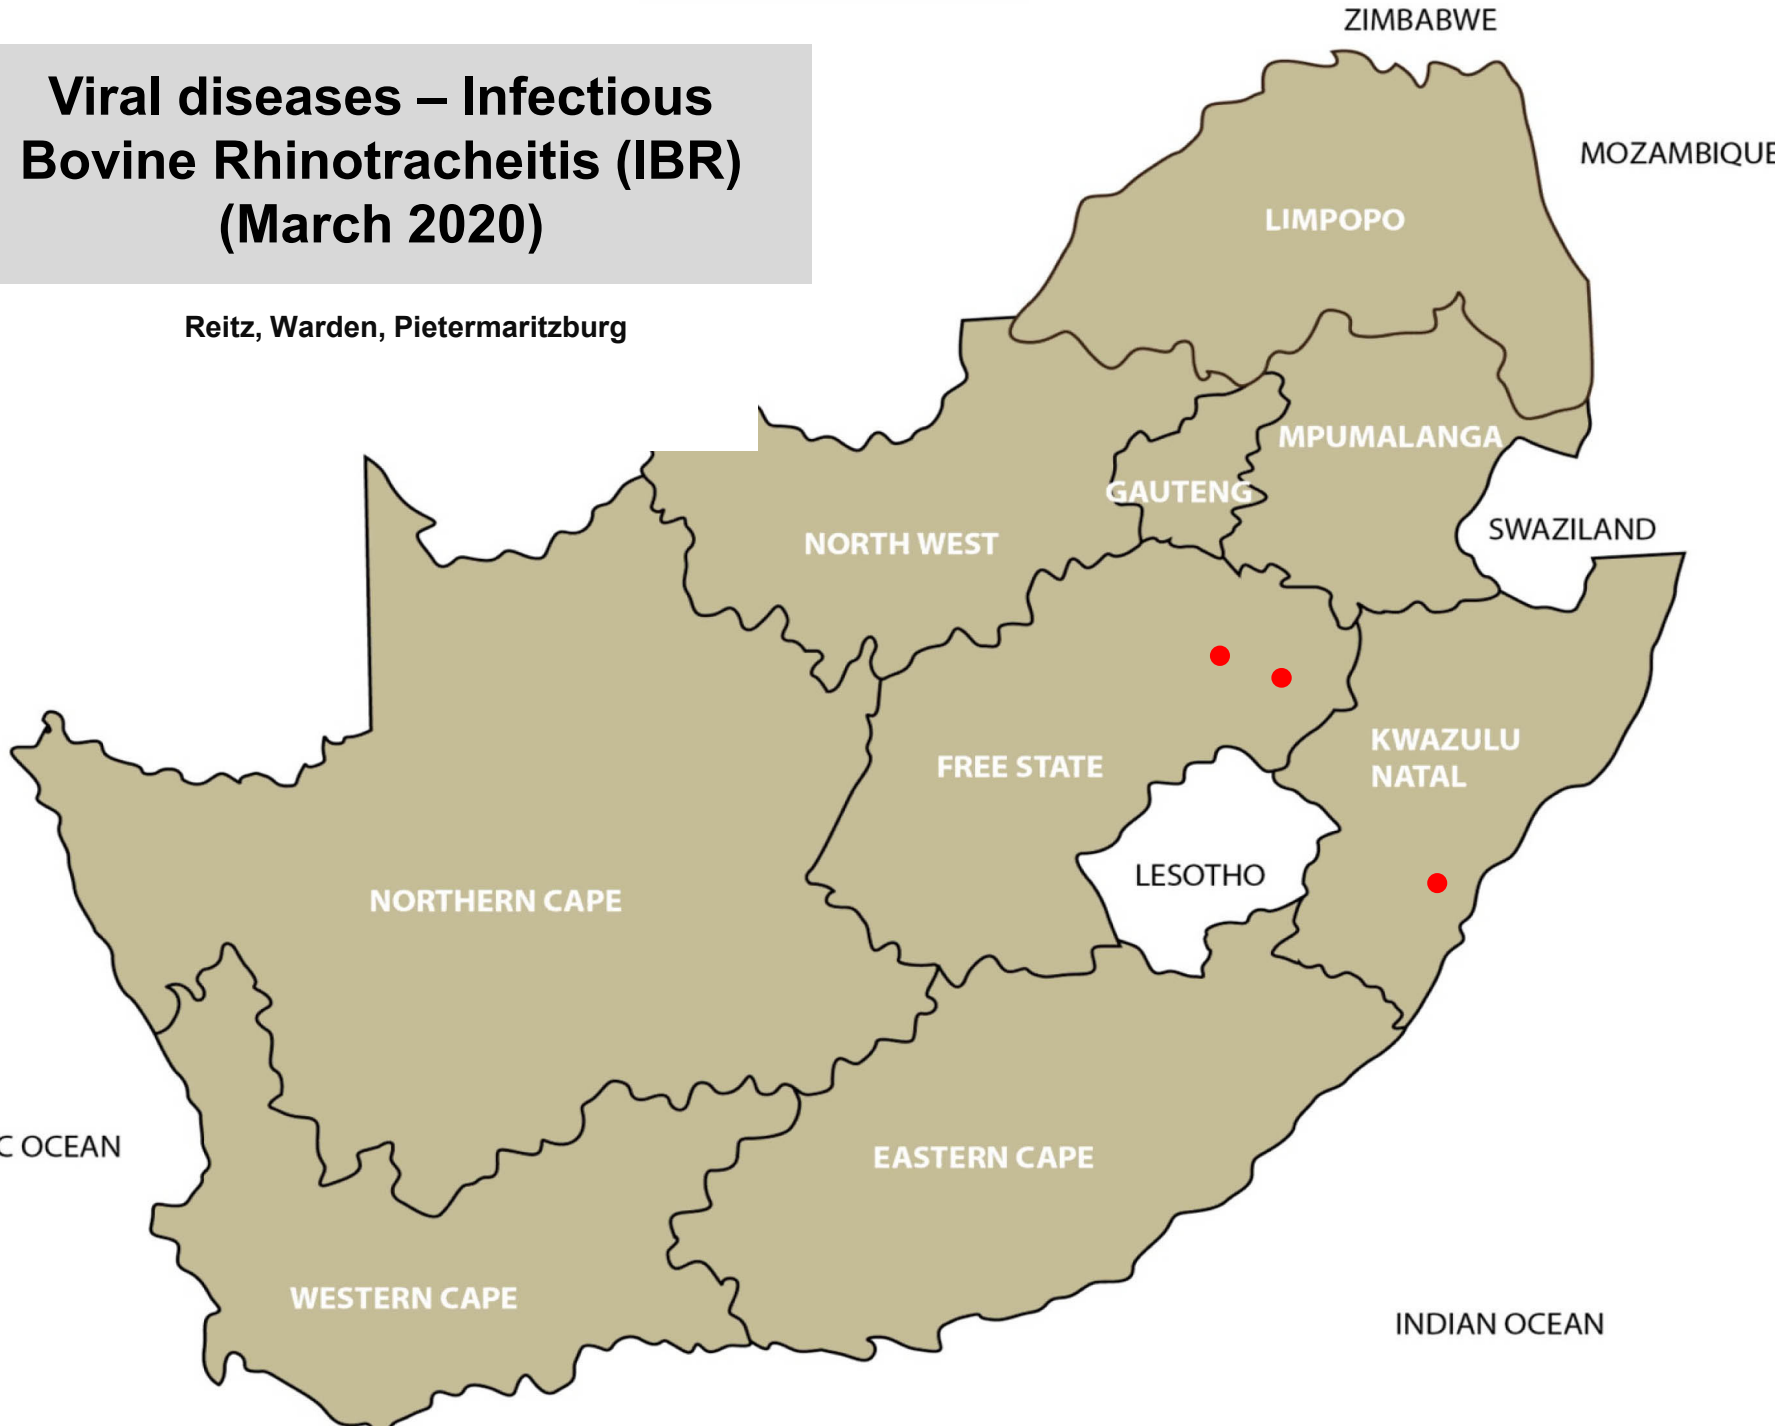 ZIMBABWE
Viral diseases – Infectious
Bovine Rhinotracheitis (IBR)
(March 2020)
MOZAMBIQUE
LIMPOPO
Reitz, Warden, Pietermaritzburg
MPUMALANGA
GAUTENG
SWAZILAND
NORTH WEST
KWAZULU
NATAL
FREE STATE
LESOTHO
NORTHERN CAPE
C OCEAN
EASTERN CAPE
WESTERN CAPE
INDIAN OCEAN